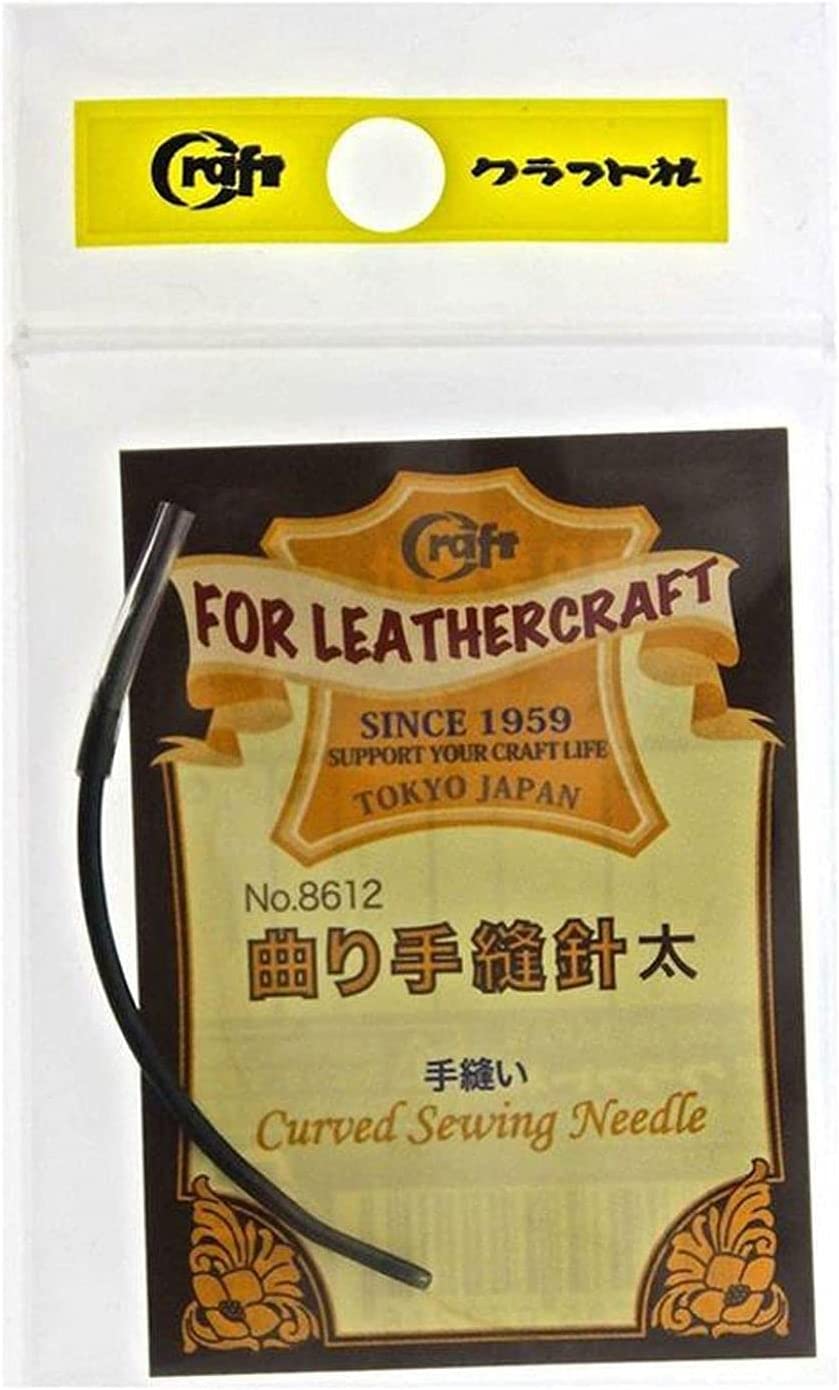 Craft クラフト社
Craft
FOR LEATHERCRAFT
SINCE 1959
SUPPORT YOUR CRAFT LIFE
TOKYO JAPAN
No.8612
曲り手縫針 太
手縫い
Curved Sewing Needle